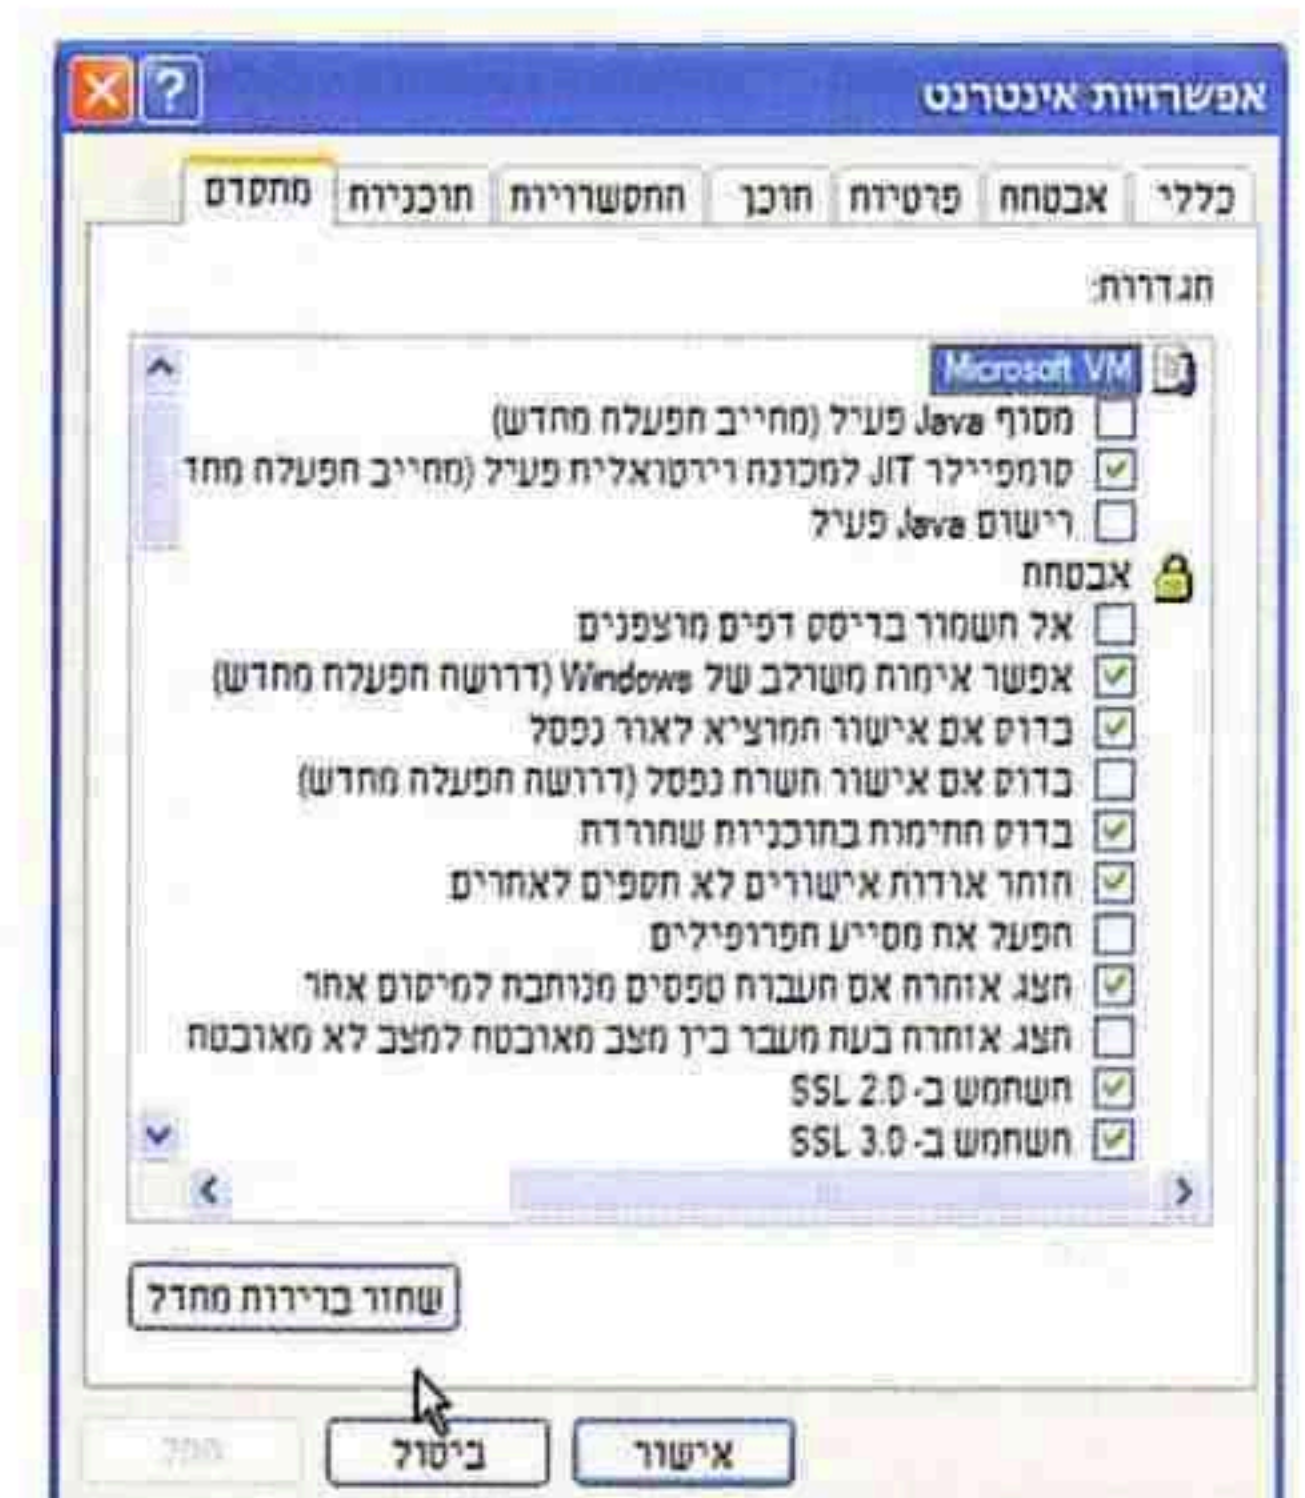 אפשרויות אינטרנט
כללי אבטחה פרטיות תוכן התקשרויות תוכניות מתקדם
הגדרות:
Microsoft VM
מסוף Java פעיל (מחייב הפעלה מחדש)
קומפיילר JIT למכונה וירטואלית פעיל (מחייב הפעלה מחד
רישום Java פעיל
אבטחה
אל תשמור בדיסק דפים מוצפנים
אפשר אימות משולב של Windows (דרושה הפעלה מחדש)
בדוק אם אישור המוציא לאור נפסל
בדוק אם אישור השרת נפסל (דרושה הפעלה מחדש)
בדוק חתימות בתוכניות שהורדת
הזהר אודות אישורים לא תקפים לאתרים
הפעל את מסייע הפרופילים
הצג אזהרה אם העברת טפסים מנותבת למיקום אחר
הצג אזהרה בעת מעבר בין מצב מאובטח למצב לא מאובטח
השתמש ב- SSL 2.0
השתמש ב- SSL 3.0
שחזר ברירות מחדל
אישור ביטול החל